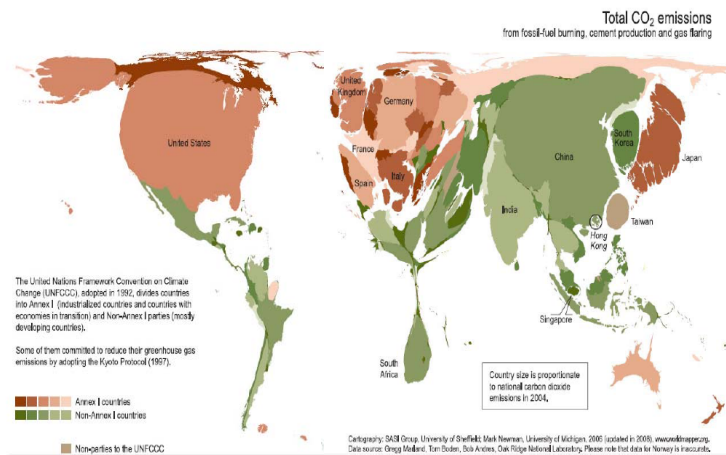 Total CO2 emissions
from fossil-fuel burning, cement production and gas flaring
United
Kingdom
Germany
United States
France
Italy
Spain
South
Korea
China
Japan
India
Taiwan
Hong
Kong
Singapore
South
Africa
The United Nations Framework Convention on Climate
Change (UNFCCC), adopted in 1992, divides countries
into Annex I (industrialized countries and countries with
economies in transition) and Non-Annex I parties (mostly
developing countries).
Some of them committed to reduce their greenhouse gas
emissions by adopting the Kyoto Protocol (1997).
Country size is proportionate
to national carbon dioxide
emissions in 2004.
Annex I countries
Non-Annex I countries
Non-parties to the UNFCCC
Cartography: SASI Group, University of Sheffield; Mark Newman, University of Michigan, 2006 (updated in 2008), www.worldmapper.org.
Data source: Gregg Marland, Tom Boden, Bob Andres, Oak Ridge National Laboratory. Please note that data for Norway is inaccurate.